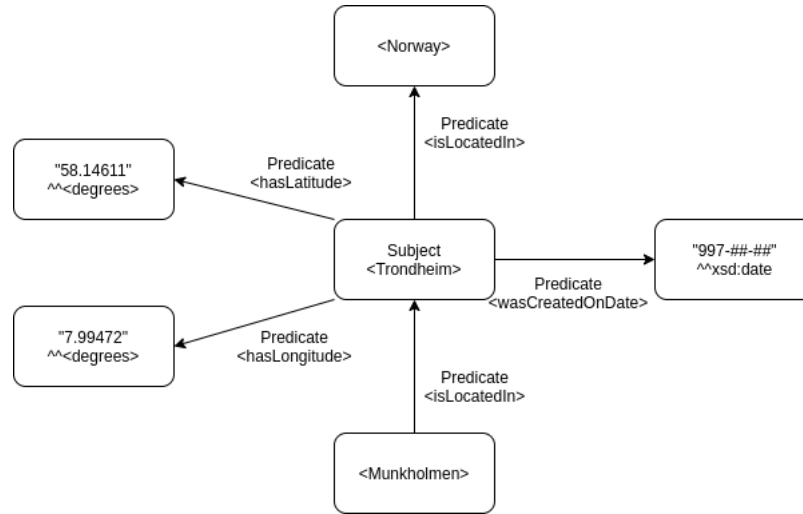 <Norway>
Predicate
<isLocatedIn>
"58.14611"
^^<degrees>
Predicate
<hasLatitude>
Subject
<Trondheim>
"997-##-##"
^^xsd:date
Predicate
<wasCreatedOnDate>
"7.99472"
^^<degrees>
Predicate
<hasLongitude>
Predicate
<isLocatedIn>
<Munkholmen>